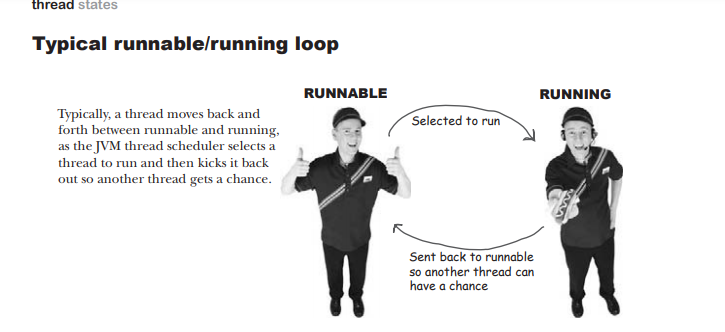 thread states
Typical runnable/running loop
RUNNABLE
RUNNING
Typically, a thread moves back and
forth between runnable and running,
as the JVM thread scheduler selects a
thread to run and then kicks it back
out so another thread gets a chance.
Selected to run
Sent back to runnable
so another thread can
have a chance